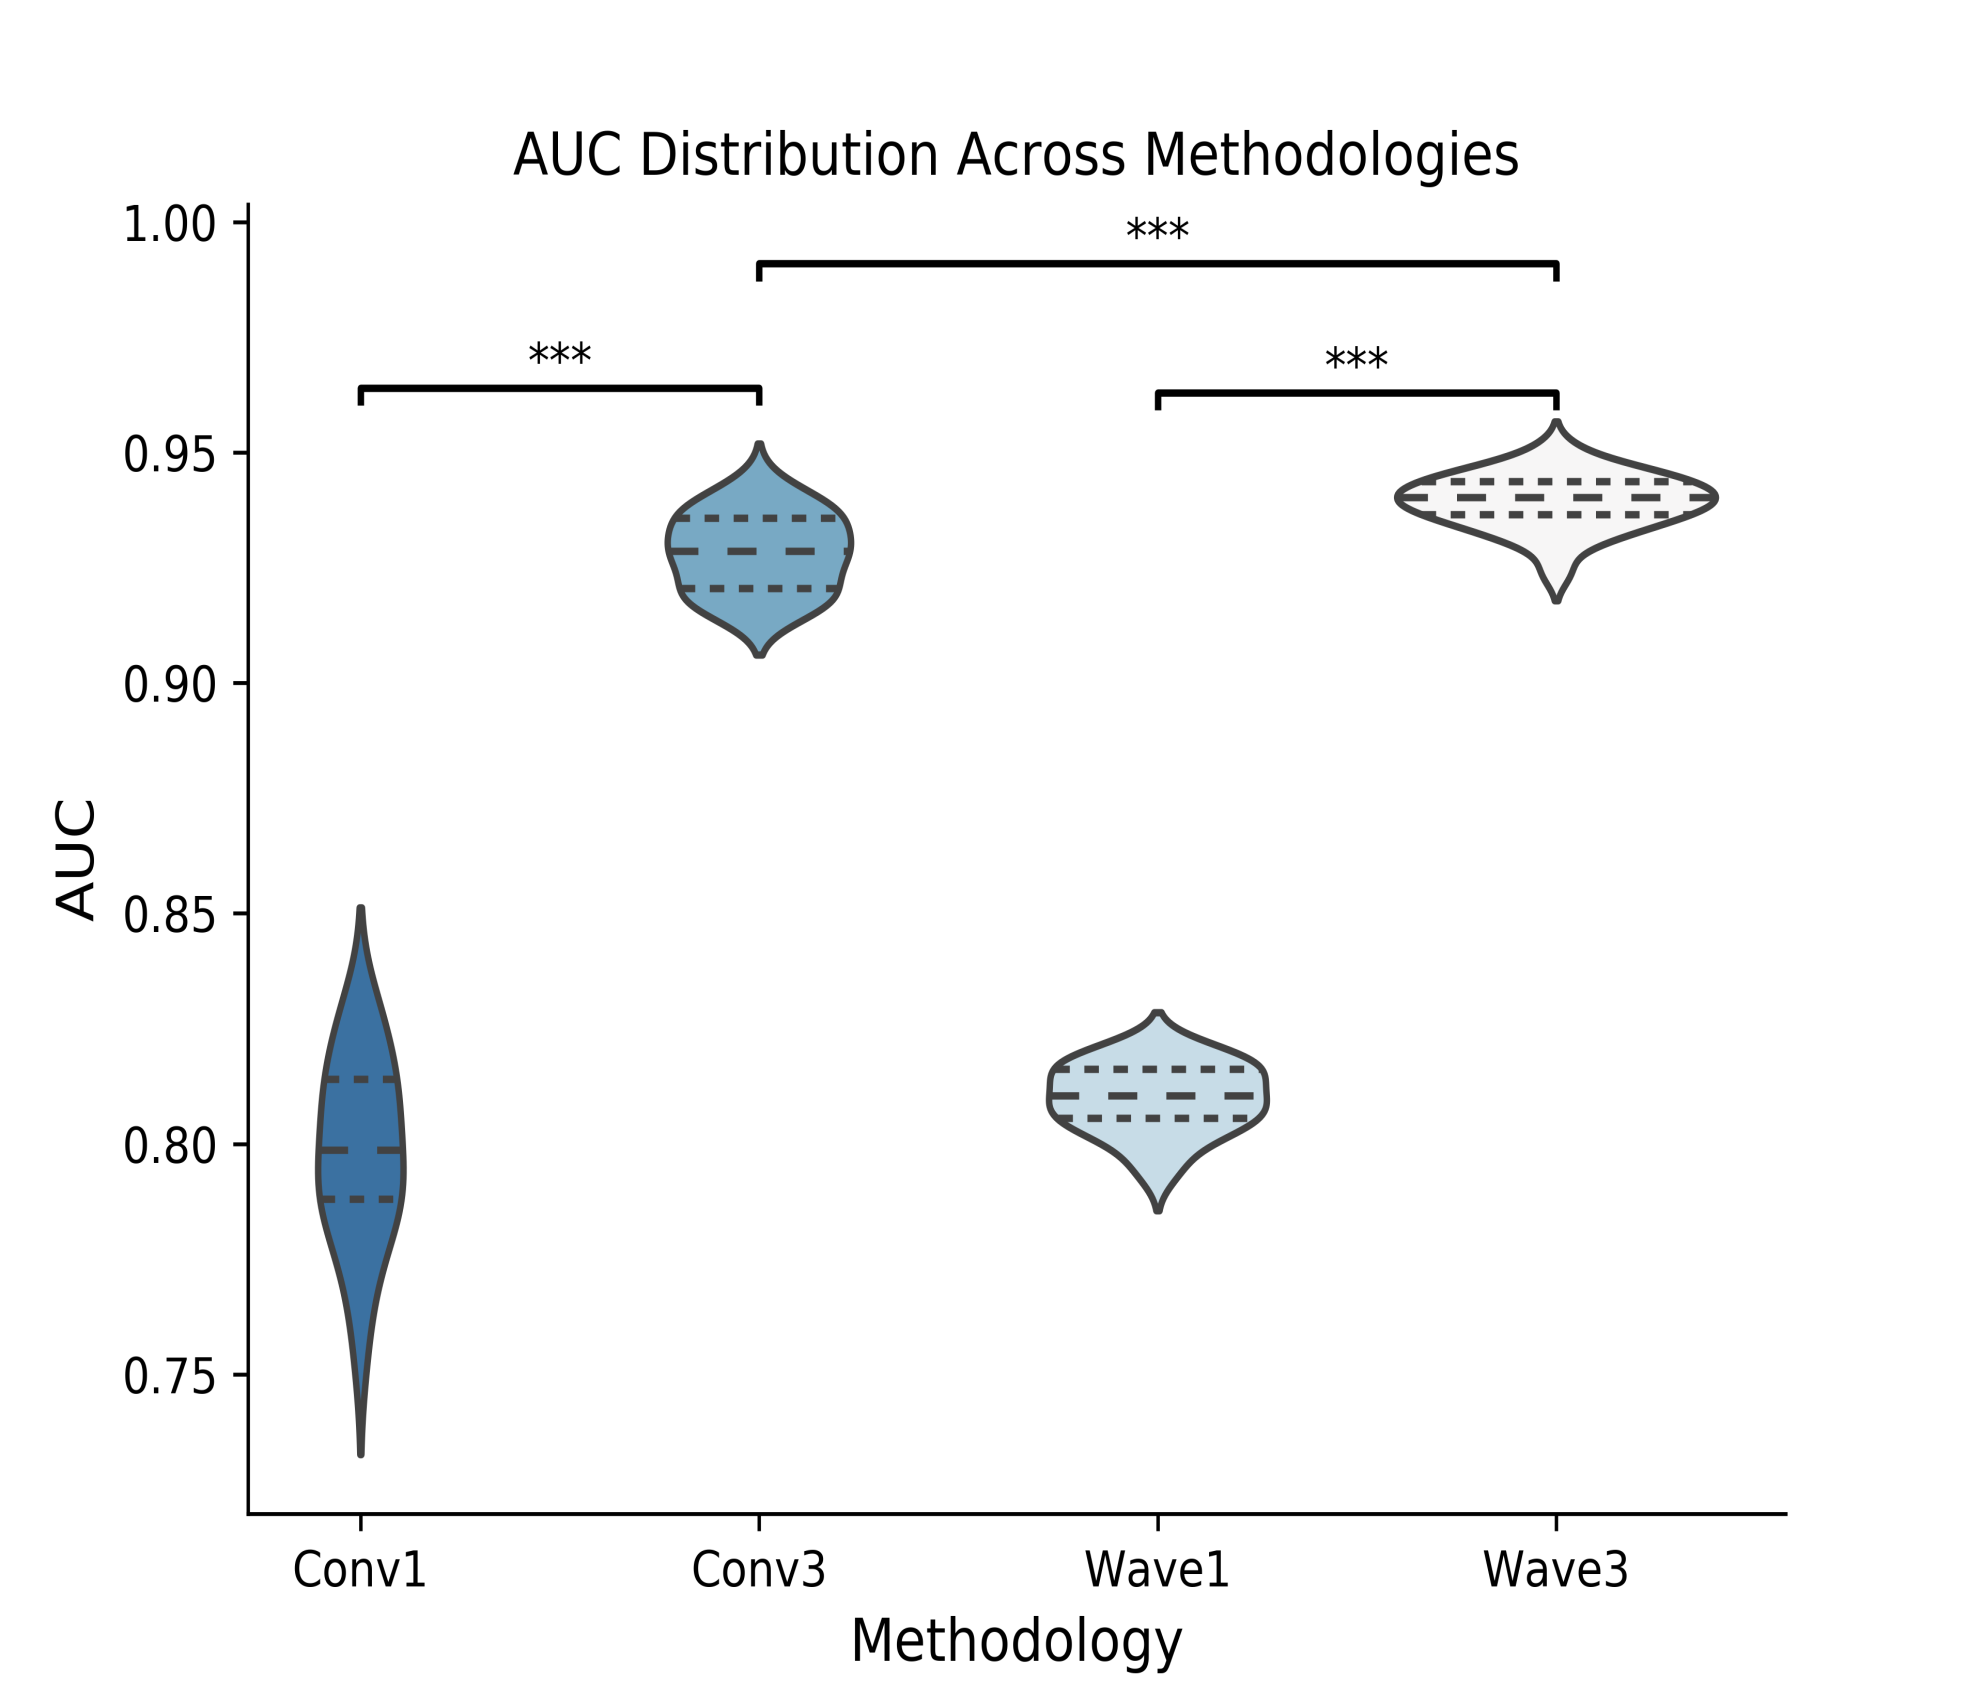 AUC Distribution Across Methodologies
1.00
0.95
0.90
0.85
0.80
0.75
AUC
***
***
***
Conv1 Conv3 Wave1 Wave3
Methodology